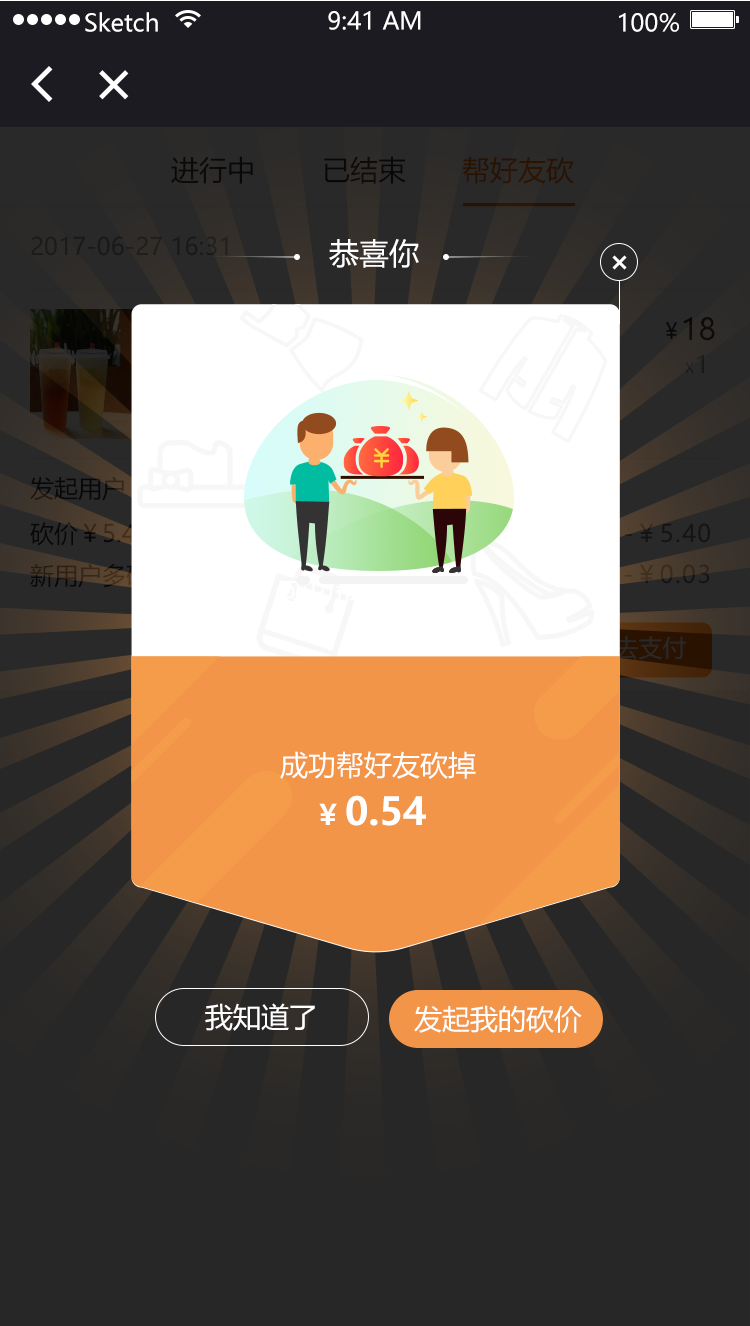 Sketch 9:41 AM 100%
进行中 已结束 帮好友砍
2017-06-27 16:31
恭喜你
¥18
x1
¥
发起用户
砍价¥5.4
- ¥5.40
新用户多
- ¥0.03
去支付
成功帮好友砍掉
¥ 0.54
我知道了 发起我的砍价